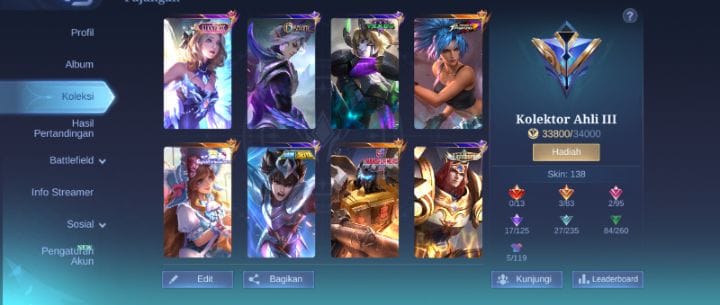 Pajangan
Profil
Album
Koleksi
Hasil
Pertandingan
Battlefield
Info Streamer
Sosial
NEW
Pengaturan
Akun
Edit
Bagikan
?
Kolektor Ahli III
33800/34000
Hadiah
Skin: 138
0/13
3/83
2/95
17/125
27/235
84/260
5/119
Kunjungi
Leaderboard